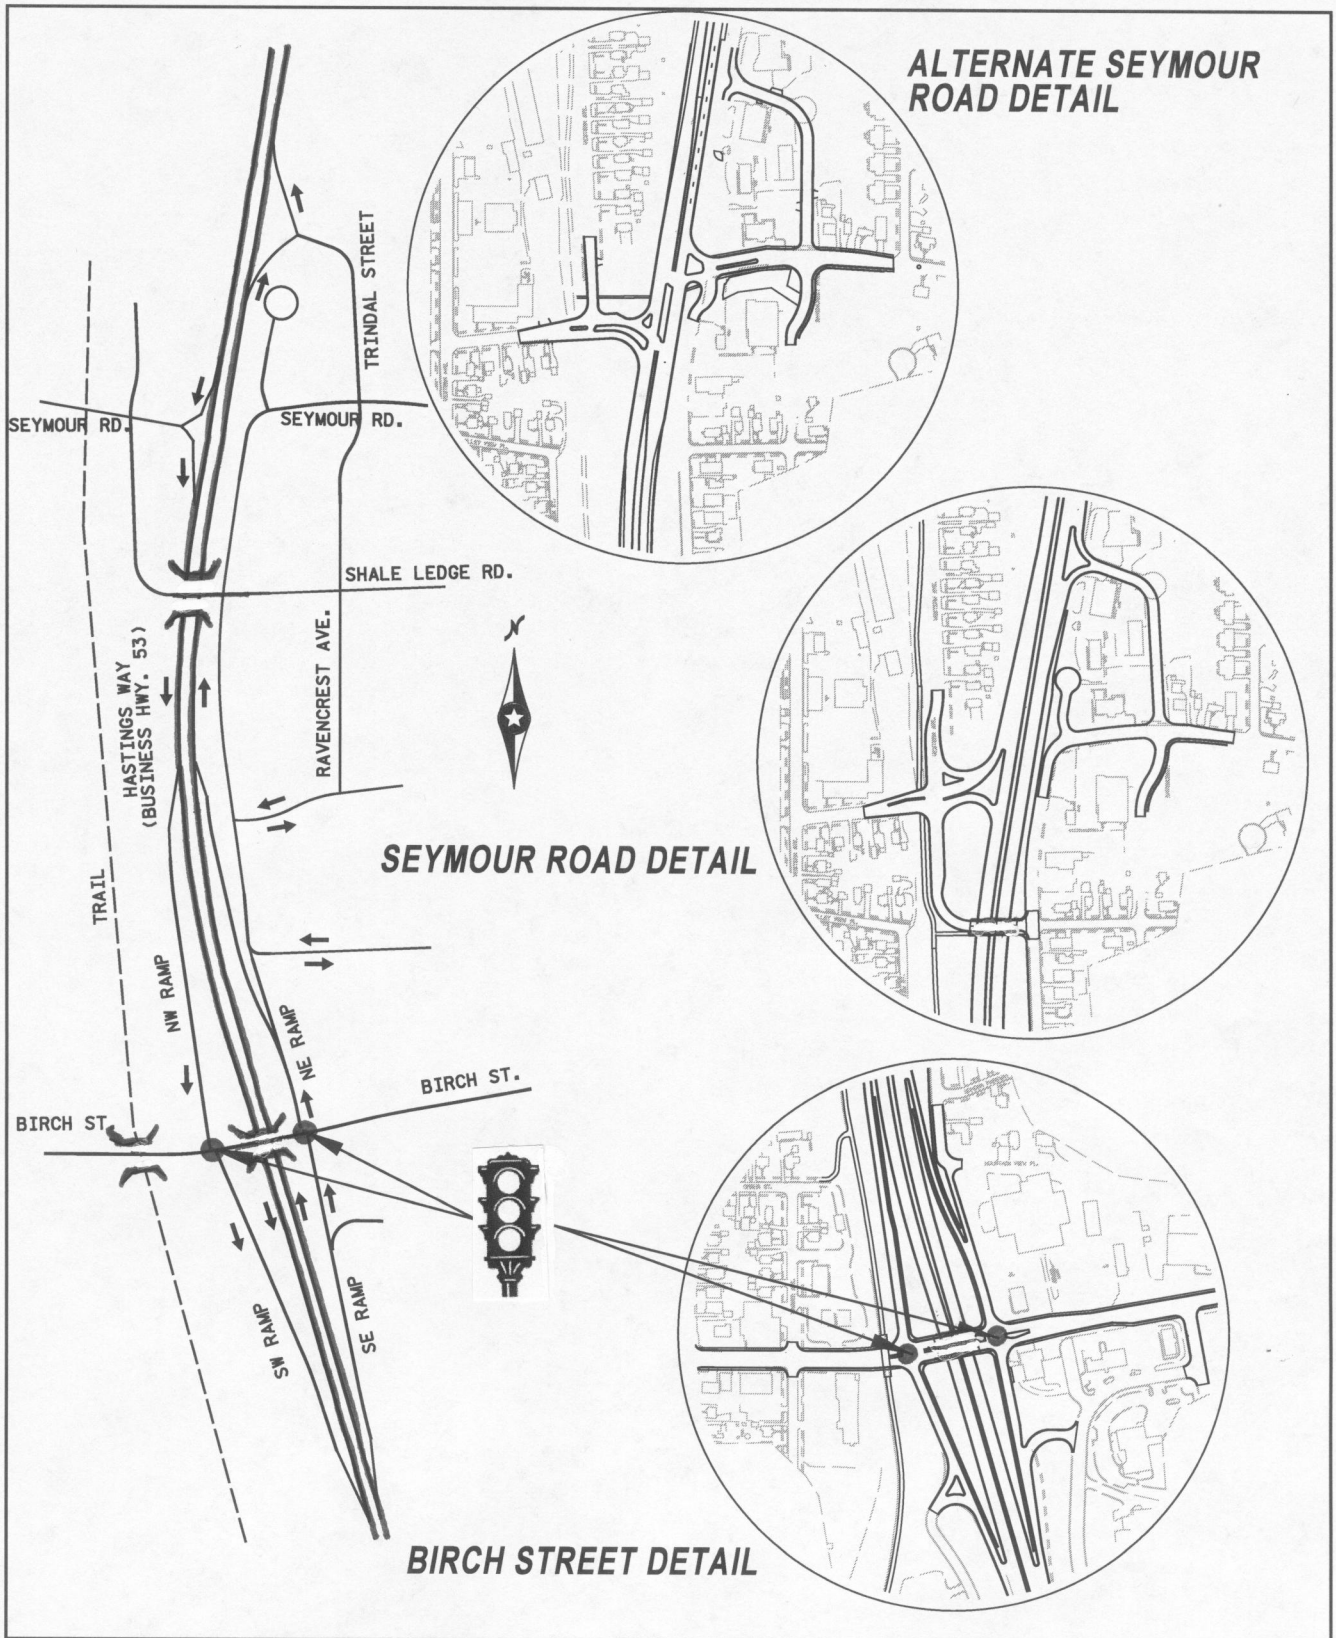 ALTERNATE SEYMOUR
ROAD DETAIL
TRINDAL STREET
SEYMOUR RD.
SEYMOUR RD.
SHALE LEDGE RD.
N
HASTINGS WAY
(BUSINESS HWY. 53)
RAVENCREST AVE.
SEYMOUR ROAD DETAIL
TRAIL
NW RAMP
NE RAMP
BIRCH ST.
BIRCH ST.
SW RAMP
SE RAMP
BIRCH STREET DETAIL